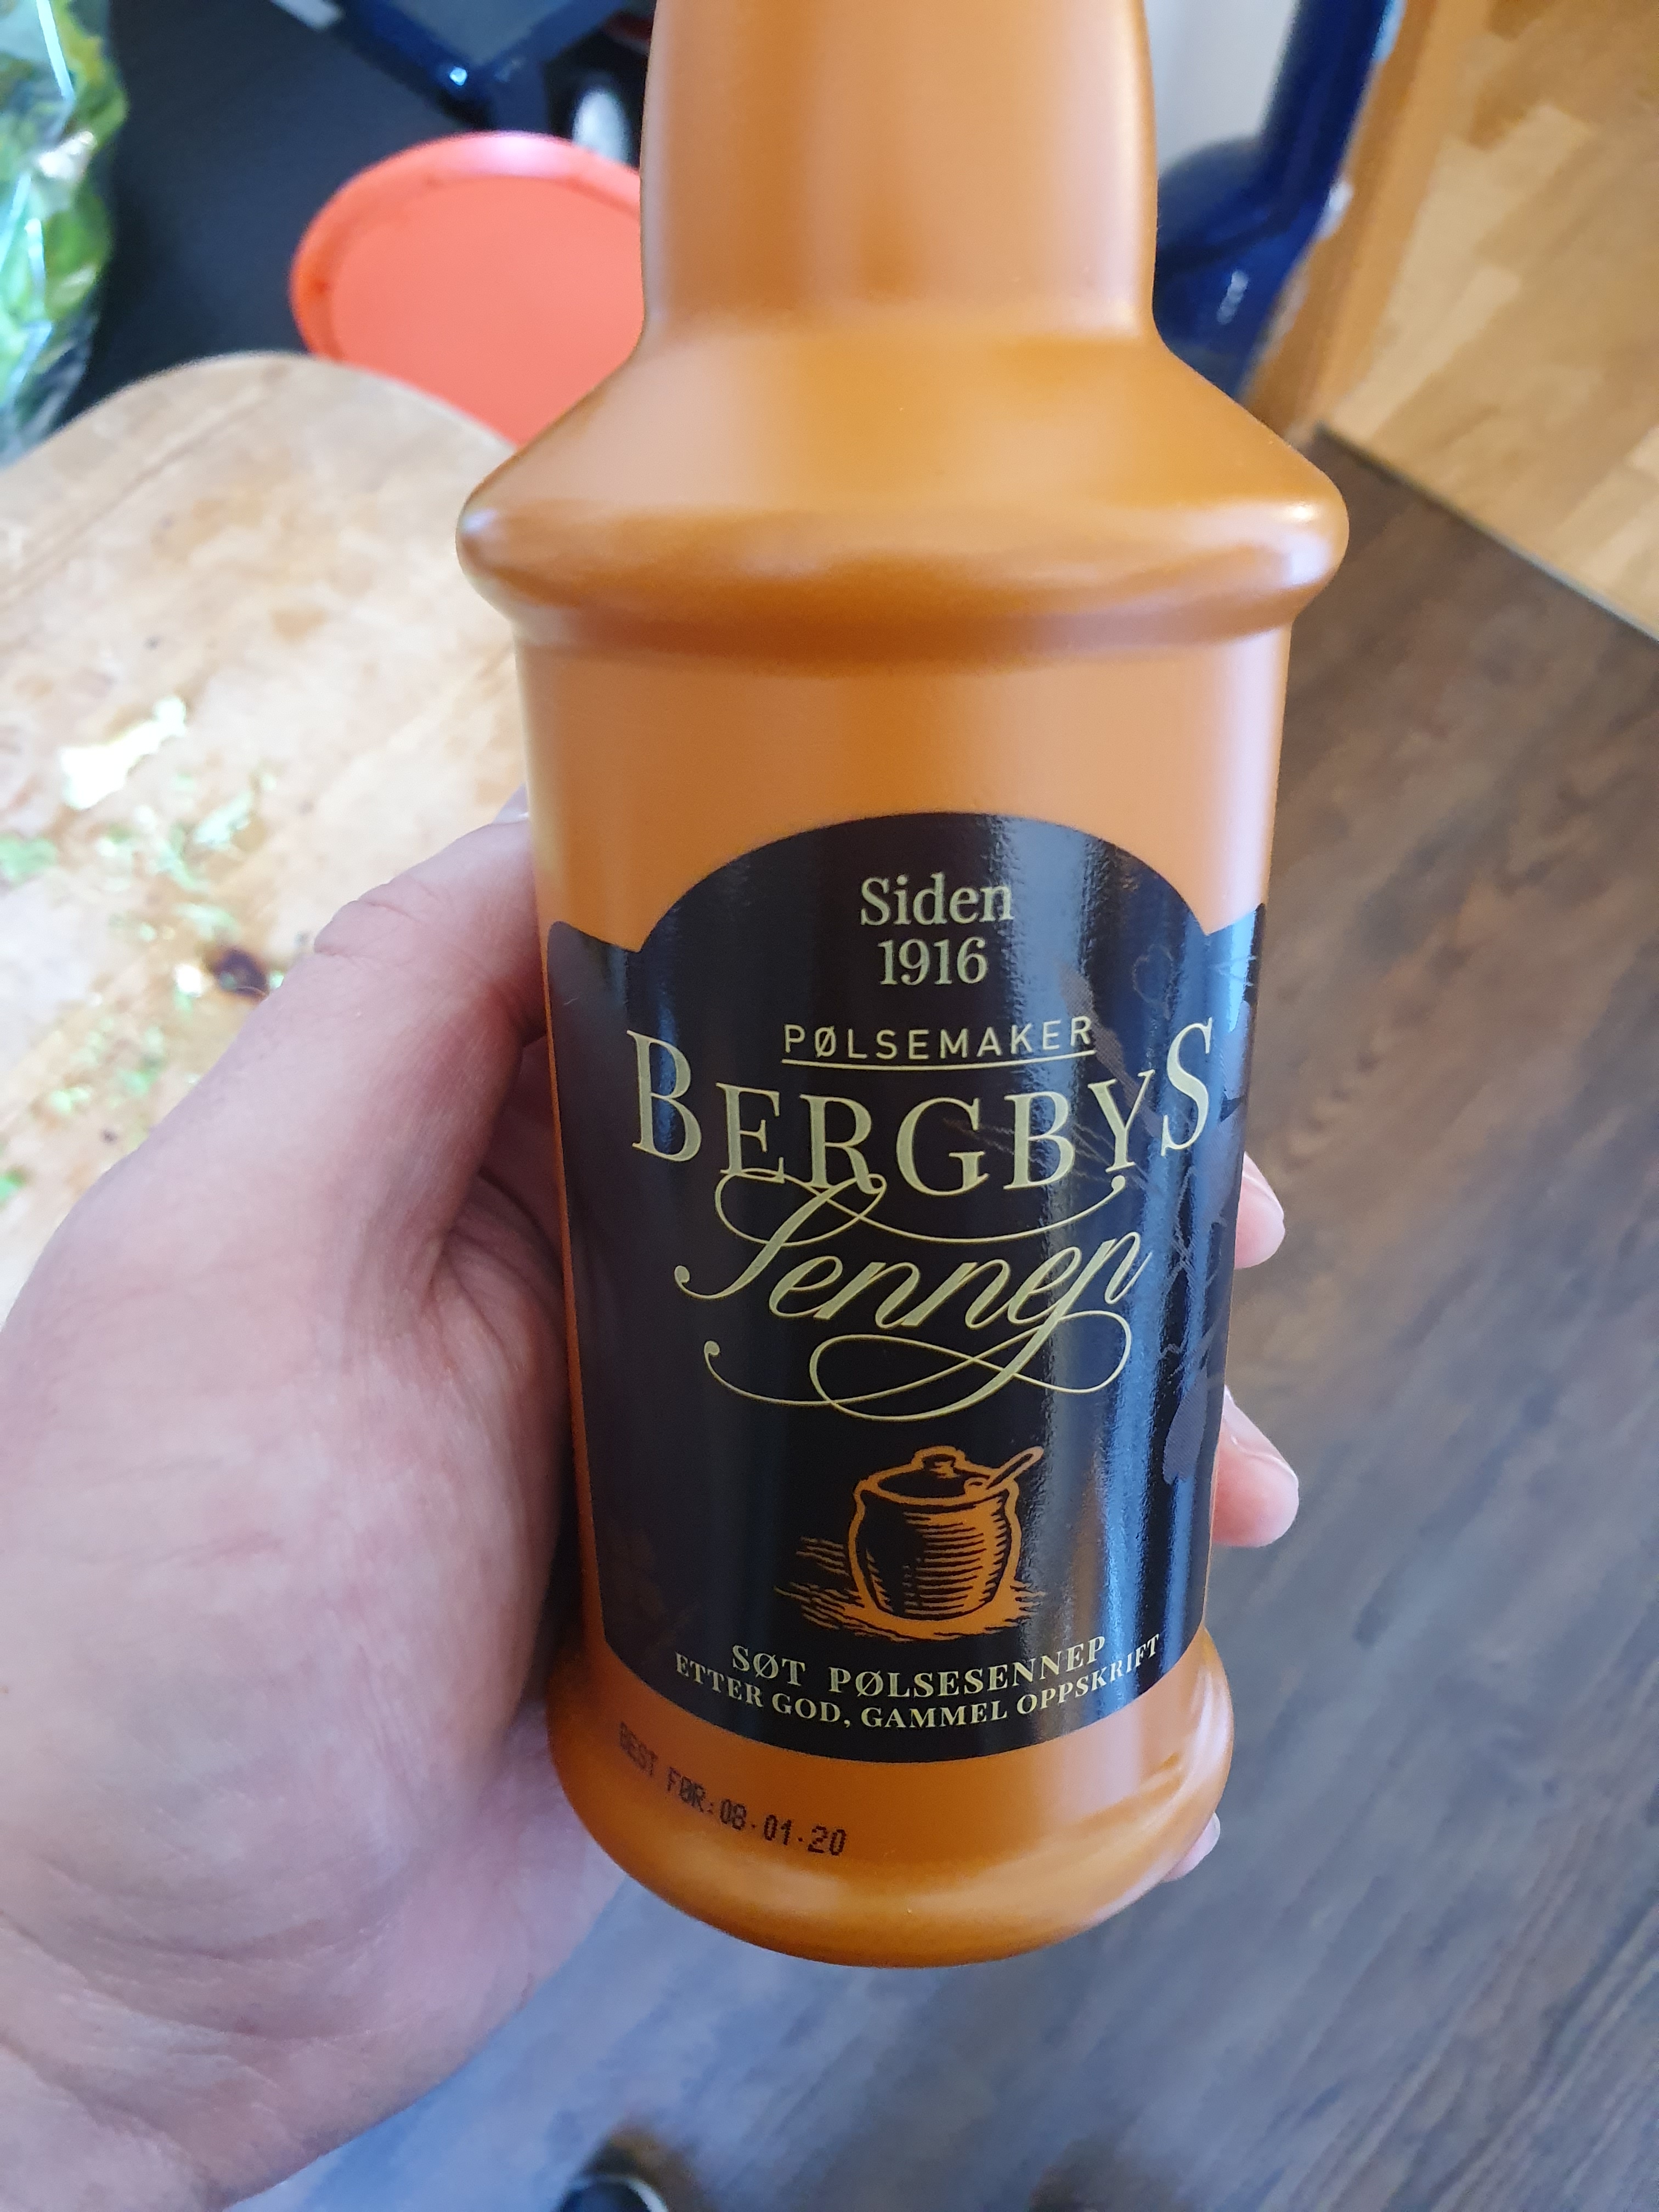 Siden
1916
PØLSEMAKER
BERGBYS
Sennep
SØT PØLSESENNEP
ETTER GOD, GAMMEL OPPSKRIFT
BEST FØR:08.01.20